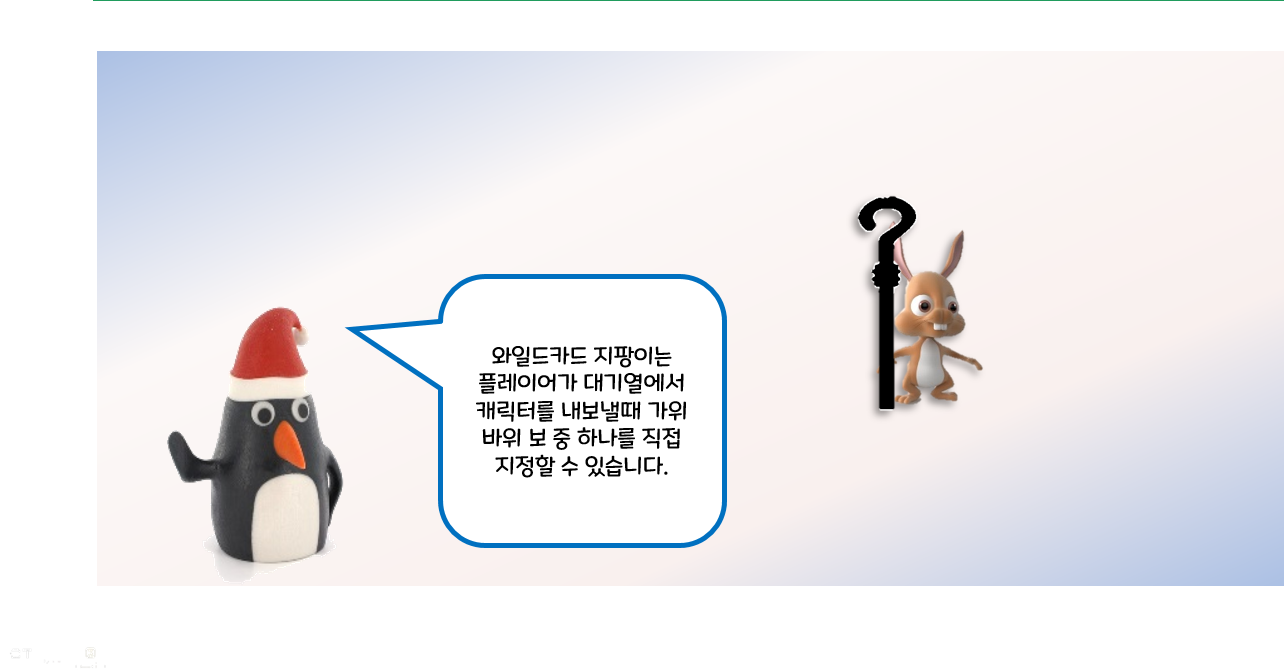 와일드카드 지팡이는
플레이어가 대기열에서
캐릭터를 내보낼때 가위
바위 보 중 하나를 직접
지정할 수 있습니다.